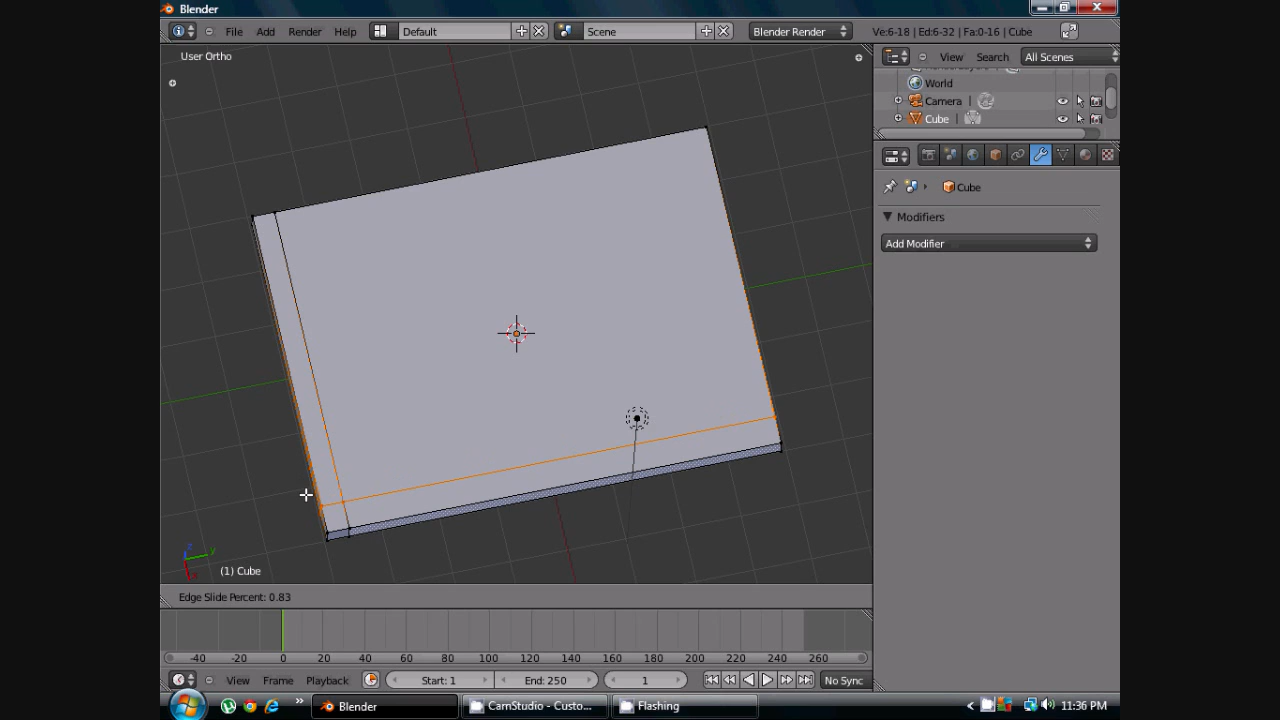 Blender
File Add Render Help Default Scene Blender Render Ve:6-18 | Ed:6-32 | Fa:0-16 | Cube
User Ortho
View Search All Scenes
World
Camera |
Cube |
Cube
Modifiers
Add Modifier
z
y
x
(1) Cube
Edge Slide Percent: 0.83
-40 -20 0 20 40 60 80 100 120 140 160 180 200 220 240 260
View Frame Playback Start: 1 End: 250 1 No Sync
» Blender CamStudio - Custo... Flashing < 11:36 PM